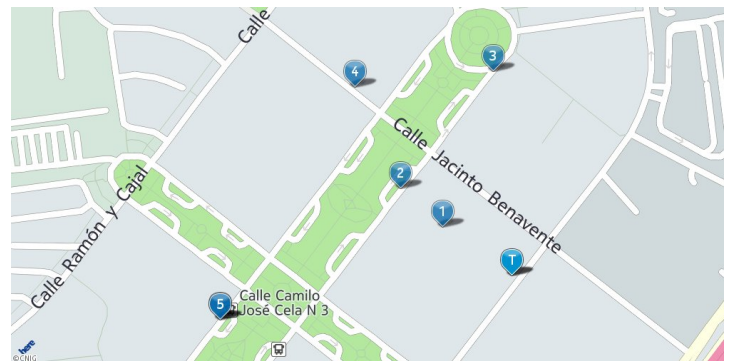 Calle
4
3
Calle Jacinto Benavente
2
1
Calle Ramón y Cajal
T
5
Calle Camilo
José Cela N 3
here
©CNIG